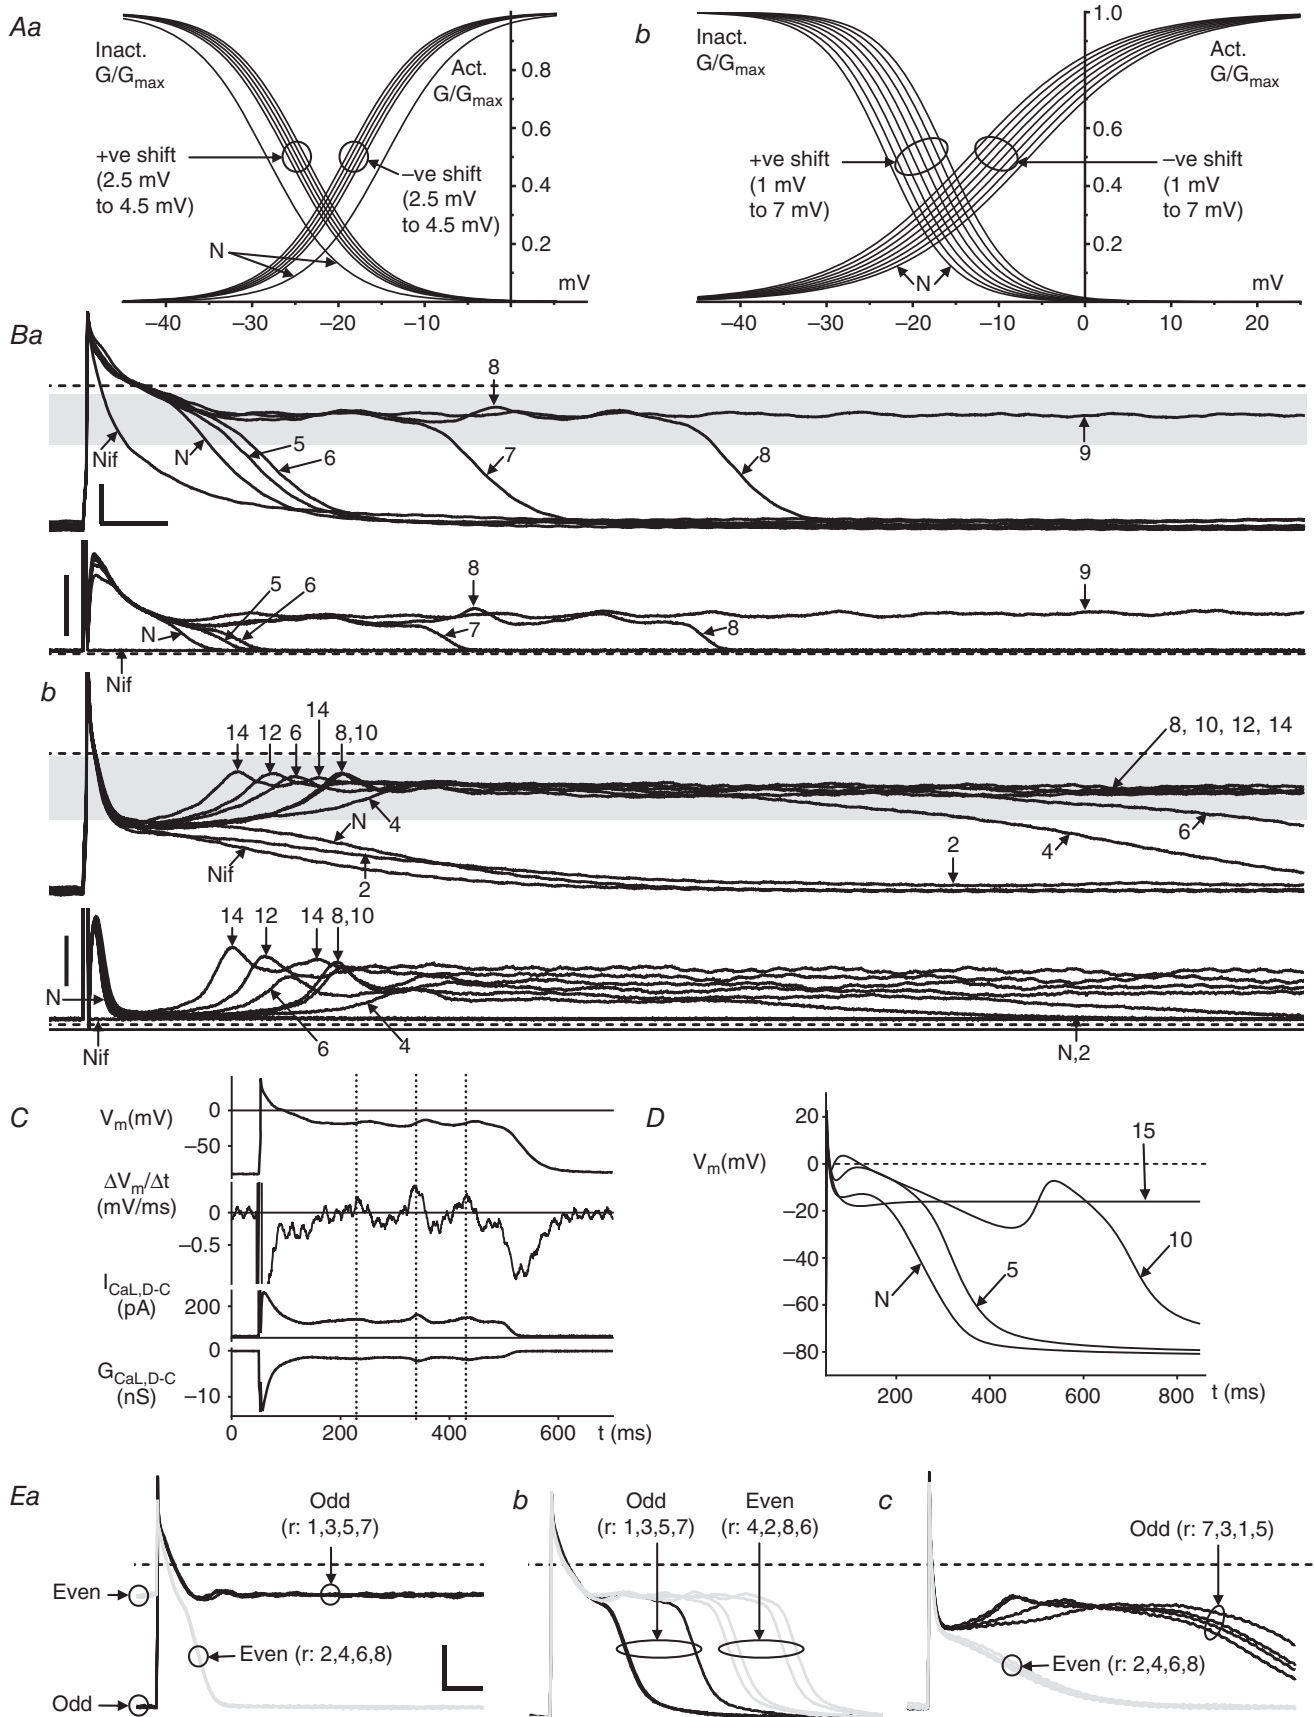 Aa
Inact.
G/Gmax
Act.
G/Gmax
0.8
0.6
0.4
0.2
+ve shift
(2.5 mV
to 4.5 mV)
–ve shift
(2.5 mV
to 4.5 mV)
N
mV
–40 –30 –20 –10
b
Inact.
G/Gmax
1.0
Act.
G/Gmax
0.6
0.4
0.2
+ve shift
(1 mV
to 7 mV)
–ve shift
(1 mV
to 7 mV)
N
mV
–40 –30 –20 –10 0 10 20
Ba
8
Nif
N
5
6
7
8
9
8
9
5 6
N
7
8
Nif
b
14
14 12 6 8,10
8, 10, 12, 14
N
4
6
4
2
Nif
2
14 12 14 8,10
N
Nif
6
4
N,2
C
Vm(mV)
0
–50
ΔVm/Δt
(mV/ms)
0
–0.5
ICaL,D-C
(pA)
200
GCaL,D-C
(nS)
0
–10
0 200 400 600 t (ms)
D
Vm(mV)
20
0
–20
–40
–60
–80
15
10
5
N
200 400 600 800 t (ms)
Ea
Odd
(r: 1,3,5,7)
Even
Even (r: 2,4,6,8)
Odd
b
Odd
(r: 1,3,5,7)
Even
(r: 4,2,8,6)
c
Odd (r: 7,3,1,5)
Even (r: 2,4,6,8)